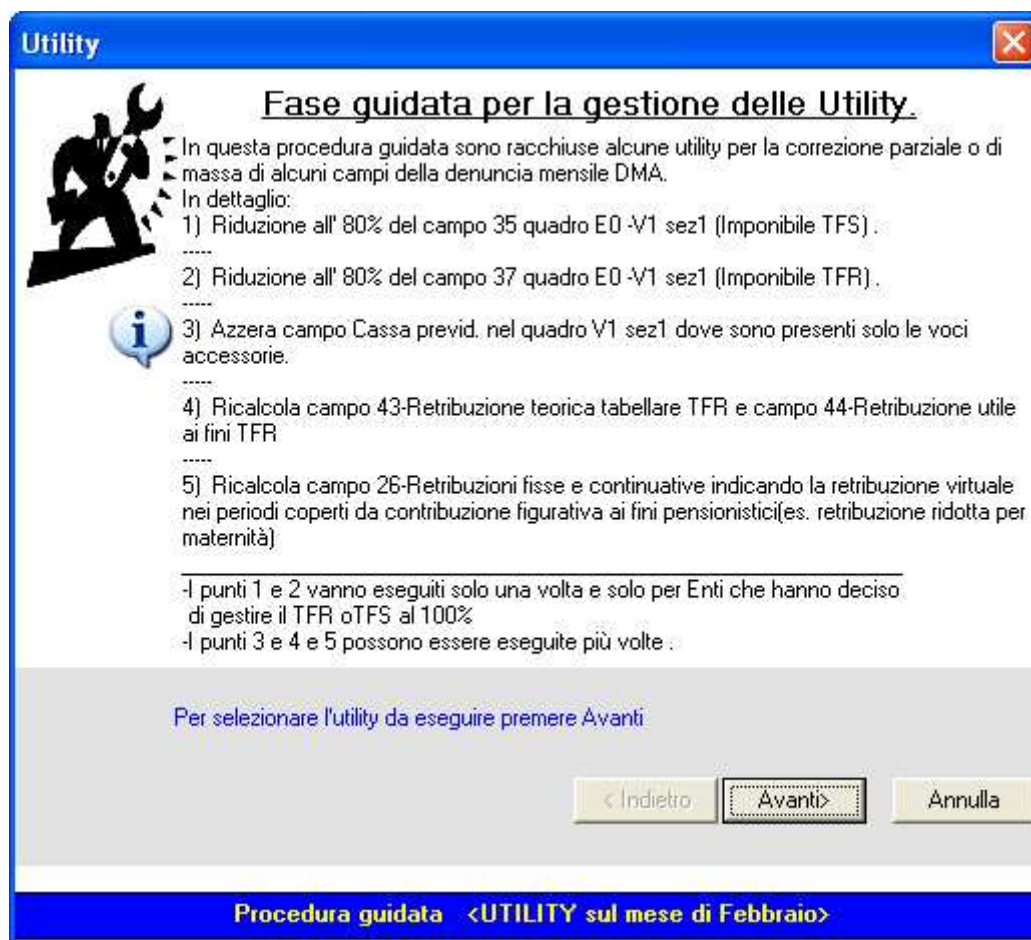 Utility
Fase guidata per la gestione delle Utility.
In questa procedura guidata sono racchiuse alcune utility per la correzione parziale o di
massa di alcuni campi della denuncia mensile DMA.
In dettaglio:
1) Riduzione all' 80% del campo 35 quadro E0 -V1 sez1 (Imponibile TFS) .
-----
2) Riduzione all' 80% del campo 37 quadro E0 -V1 sez1 (Imponibile TFR) .
-----
3) Azzera campo Cassa previd. nel quadro V1 sez1 dove sono presenti solo le voci
accessorie.
-----
4) Ricalcola campo 43-Retribuzione teorica tabellare TFR e campo 44-Retribuzione utile
ai fini TFR
-----
5) Ricalcola campo 26-Retribuzioni fisse e continuative indicando la retribuzione virtuale
nei periodi coperti da contribuzione figurativa ai fini pensionistici(es. retribuzione ridotta per
maternità)
-I punti 1 e 2 vanno eseguiti solo una volta e solo per Enti che hanno deciso
di gestire il TFR oTFS al 100%
-I punti 3 e 4 e 5 possono essere eseguite più volte .
Per selezionare l'utility da eseguire premere Avanti
< Indietro
Avanti>
Annulla
Procedura guidata <UTILITY sul mese di Febbraio>